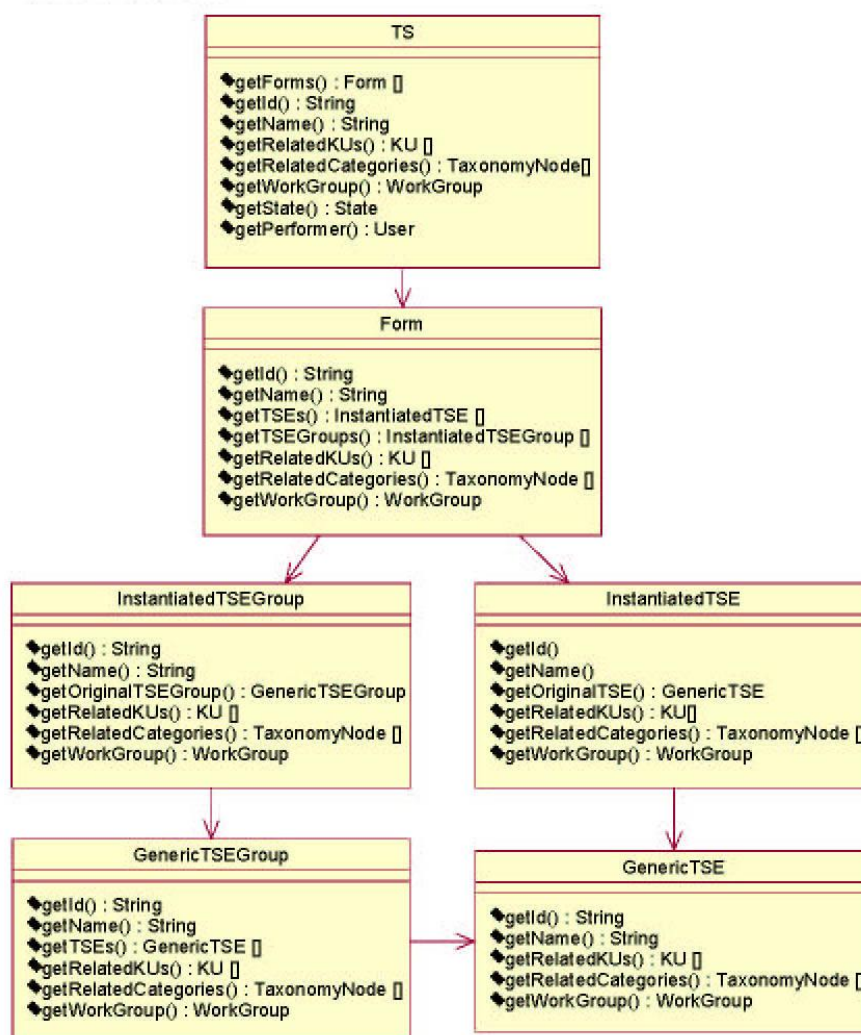 TS
getForms() : Form []
getId() : String
getName() : String
getRelatedKUs() : KU []
getRelatedCategories() : TaxonomyNode[]
getWorkGroup() : WorkGroup
getState() : State
getPerformer() : User
Form
getId() : String
getName() : String
getTSEs() : InstantiatedTSE []
getTSEGroups() : InstantiatedTSEGroup []
getRelatedKUs() : KU []
getRelatedCategories() : TaxonomyNode []
getWorkGroup() : WorkGroup
InstantiatedTSEGroup
getId() : String
getName() : String
getOriginalTSEGroup() : GenericTSEGroup
getRelatedKUs() : KU []
getRelatedCategories() : TaxonomyNode []
getWorkGroup() : WorkGroup
InstantiatedTSE
getId()
getName()
getOriginalTSE() : GenericTSE
getRelatedKUs() : KU[]
getRelatedCategories() : TaxonomyNode []
getWorkGroup() : WorkGroup
GenericTSEGroup
getId() : String
getName() : String
getTSEs() : GenericTSE []
getRelatedKUs() : KU []
getRelatedCategories() : TaxonomyNode []
getWorkGroup() : WorkGroup
GenericTSE
getId() : String
getName() : String
getRelatedKUs() : KU []
getRelatedCategories() : TaxonomyNode []
getWorkGroup() : WorkGroup